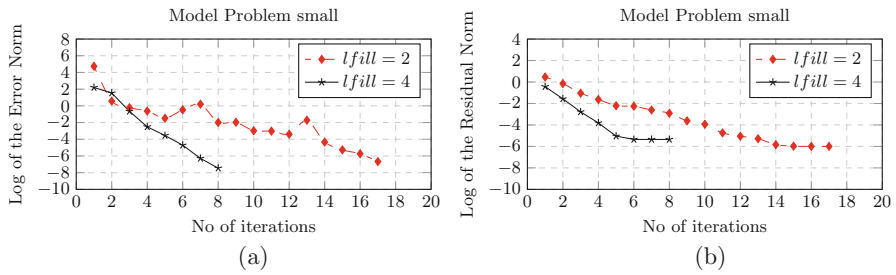 Model Problem small
Log of the Error Norm
8
6
4
2
0
−2
−4
−6
−8
−10
0 2 4 6 8 10 12 14 16 18 20
No of iterations
lfill = 2
lfill = 4
(a)
Model Problem small
Log of the Residual Norm
4
2
0
−2
−4
−6
−8
−10
0 2 4 6 8 10 12 14 16 18 20
No of iterations
lfill = 2
lfill = 4
(b)